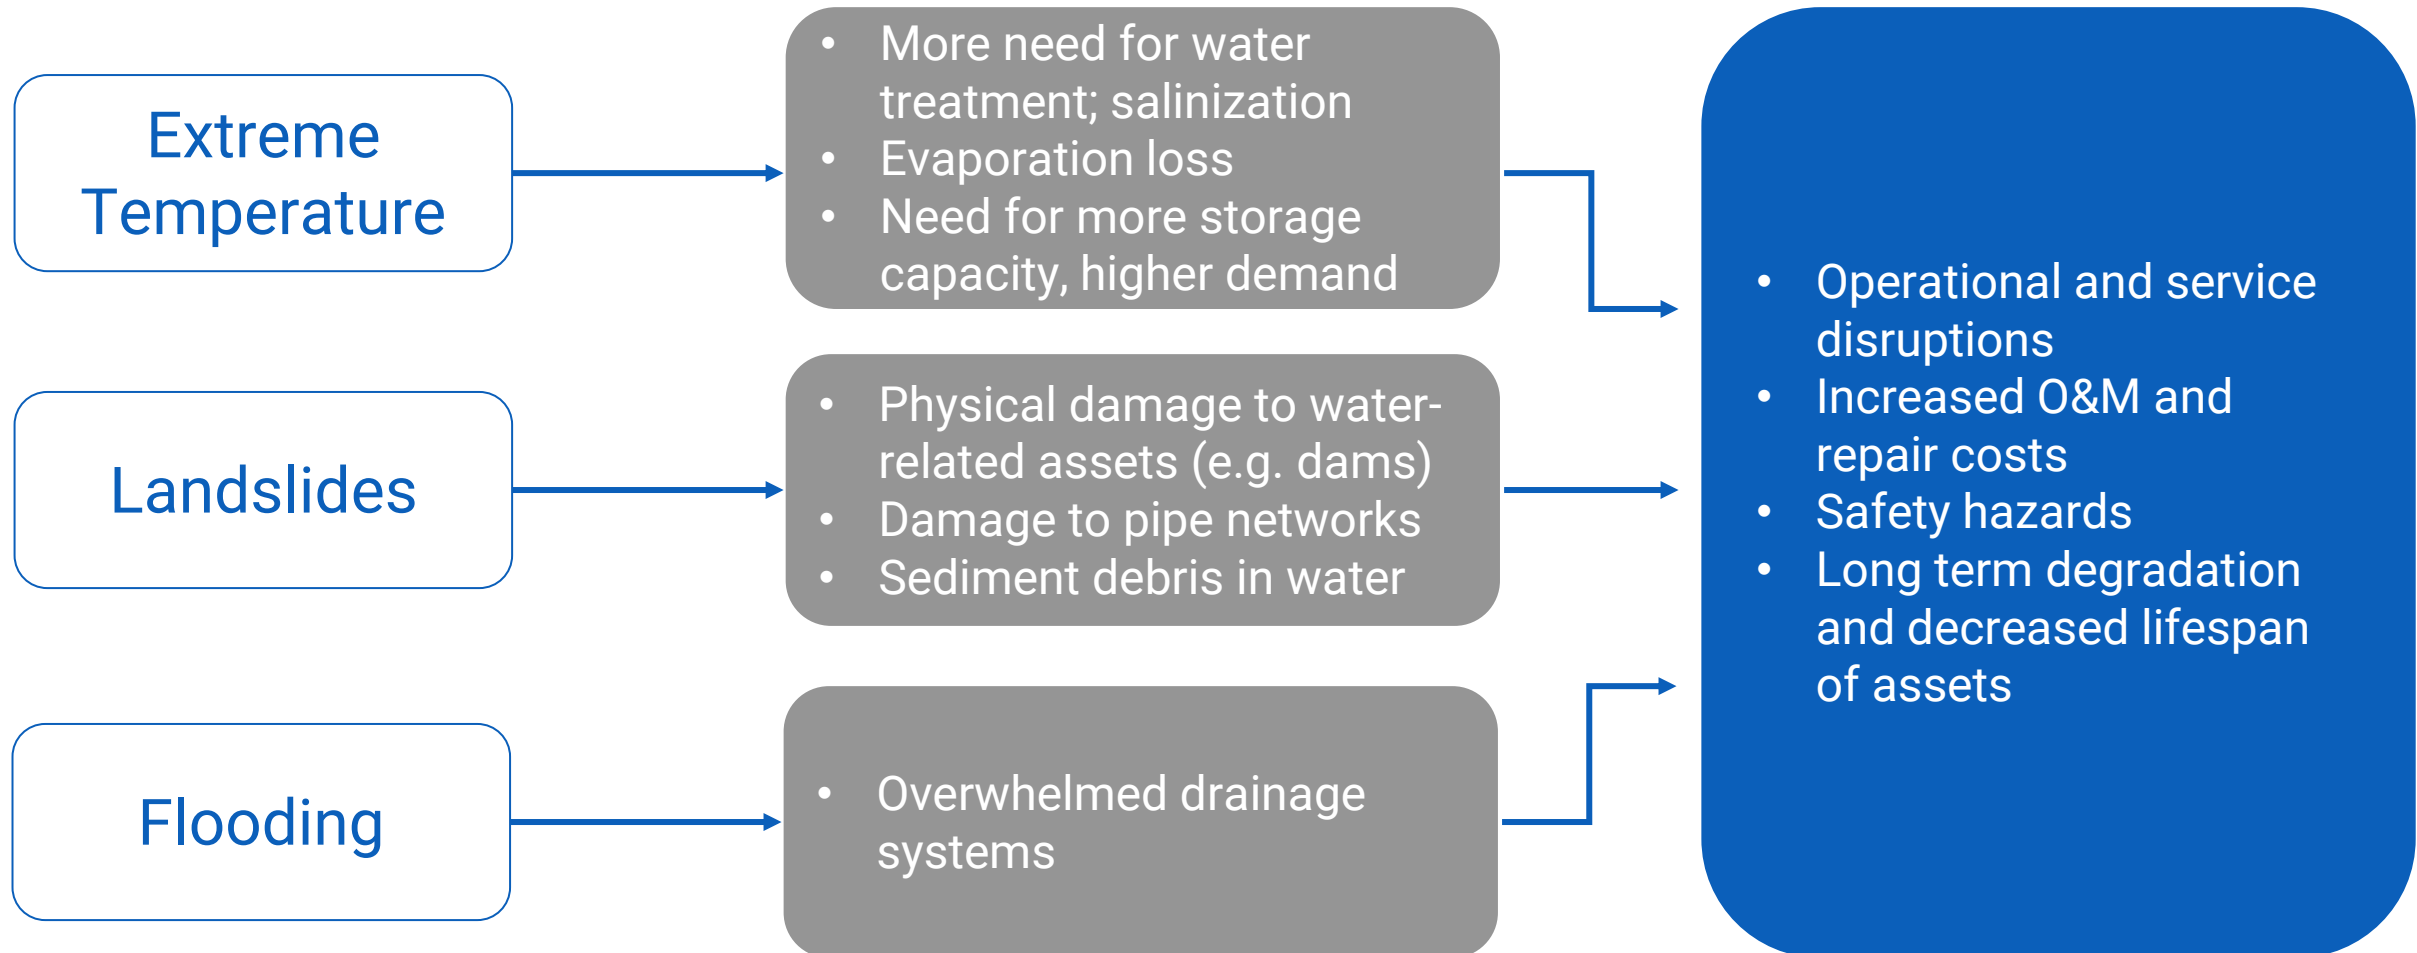 Extreme
Temperature
• More need for water
treatment; salinization
• Evaporation loss
• Need for more storage
capacity, higher demand
Landslides
• Physical damage to water-
related assets (e.g. dams)
• Damage to pipe networks
• Sediment debris in water
Flooding
• Overwhelmed drainage
systems
• Operational and service
disruptions
• Increased O&M and
repair costs
• Safety hazards
• Long term degradation
and decreased lifespan
of assets